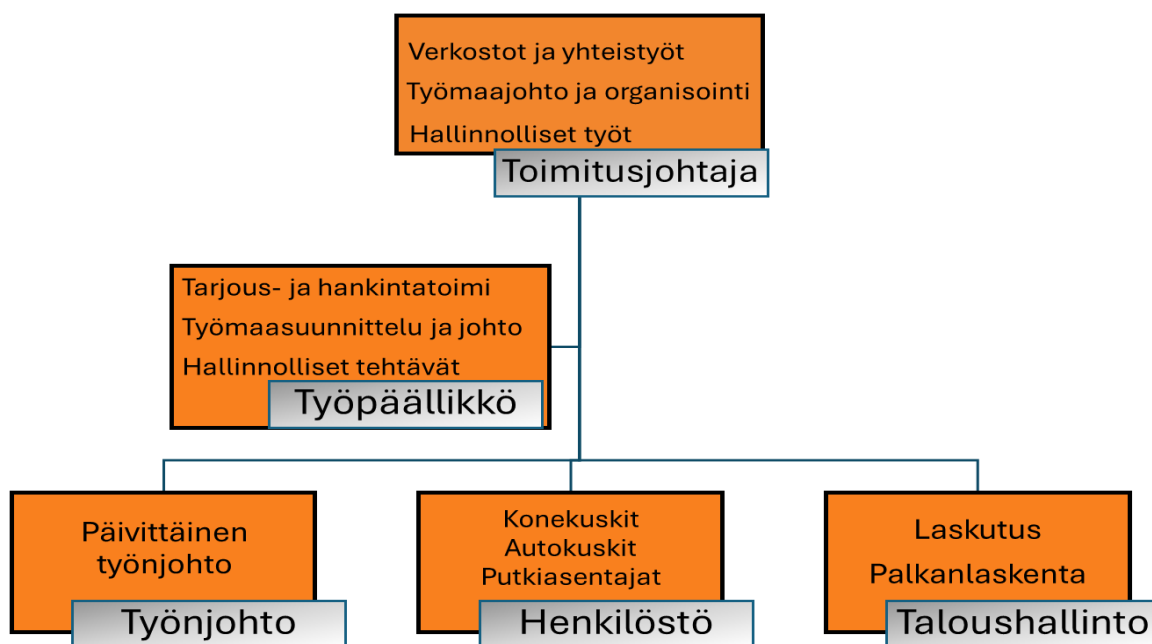 Verkostot ja yhteistyöt
Työmaajohto ja organisointi
Hallinnolliset työt
Toimitusjohtaja
Tarjous- ja hankintatoimi
Työmaasuunnittelu ja johto
Hallinnolliset tehtävät
Työpäällikkö
Päivittäinen
työnjohto
Työnjohto
Konekuskit
Autokuskit
Putkiasentajat
Henkilöstö
Laskutus
Palkanlaskenta
Taloushallinto